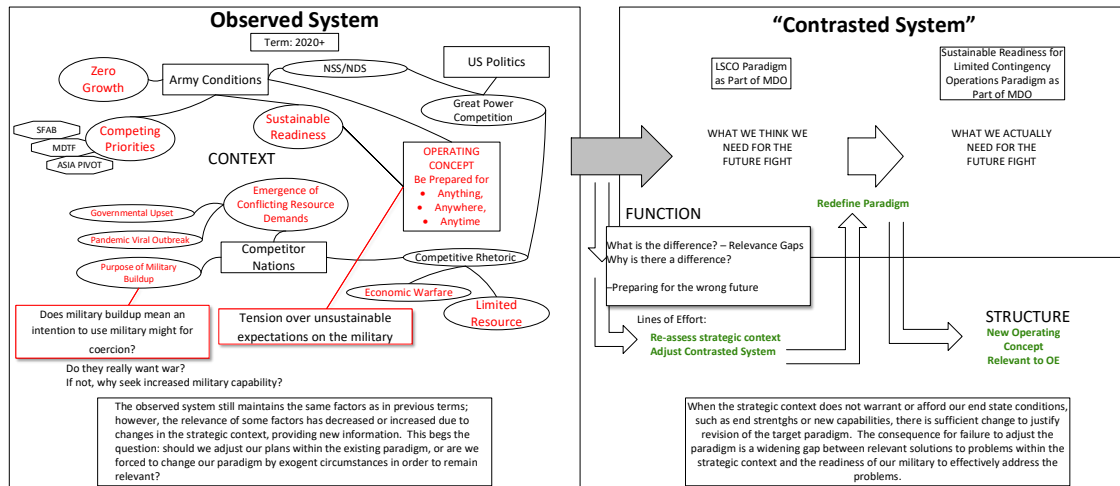 Observed System
Term: 2020+
Zero
Growth
Army Conditions
NSS/NDS
US Politics
Great Power
Competition
SFAB
MDTF
ASIA PIVOT
Competing
Priorities
Sustainable
Readiness
CONTEXT
OPERATING
CONCEPT
Be Prepared for
• Anything,
• Anywhere,
• Anytime
Emergence of
Conflicting Resource
Demands
Governmental Upset
Pandemic Viral Outbreak
Purpose of Military
Buildup
Competitor
Nations
Competitive Rhetoric
Economic Warfare
Limited
Resource
Does military buildup mean an
intention to use military might for
coercion?
Tension over unsustainable
expectations on the military
Do they really want war?
If not, why seek increased military capability?
The observed system still maintains the same factors as in previous terms;
however, the relevance of some factors has decreased or increased due to
changes in the strategic context, providing new information. This begs the
question: should we adjust our plans within the existing paradigm, or are we
forced to change our paradigm by exogent circumstances in order to remain
relevant?
“Contrasted System”
LSCO Paradigm
as Part of MDO
Sustainable Readiness for
Limited Contingency
Operations Paradigm as
Part of MDO
WHAT WE THINK WE
NEED FOR THE
FUTURE FIGHT
WHAT WE ACTUALLY
NEED FOR THE
FUTURE FIGHT
Redefine Paradigm
FUNCTION
What is the difference? – Relevance Gaps
Why is there a difference?
–Preparing for the wrong future
Lines of Effort:
Re-assess strategic context
Adjust Contrasted System
STRUCTURE
New Operating
Concept
Relevant to OE
When the strategic context does not warrant or afford our end state conditions,
such as end strengths or new capabilities, there is sufficient change to justify
revision of the target paradigm. The consequence for failure to adjust the
paradigm is a widening gap between relevant solutions to problems within the
strategic context and the readiness of our military to effectively address the
problems.